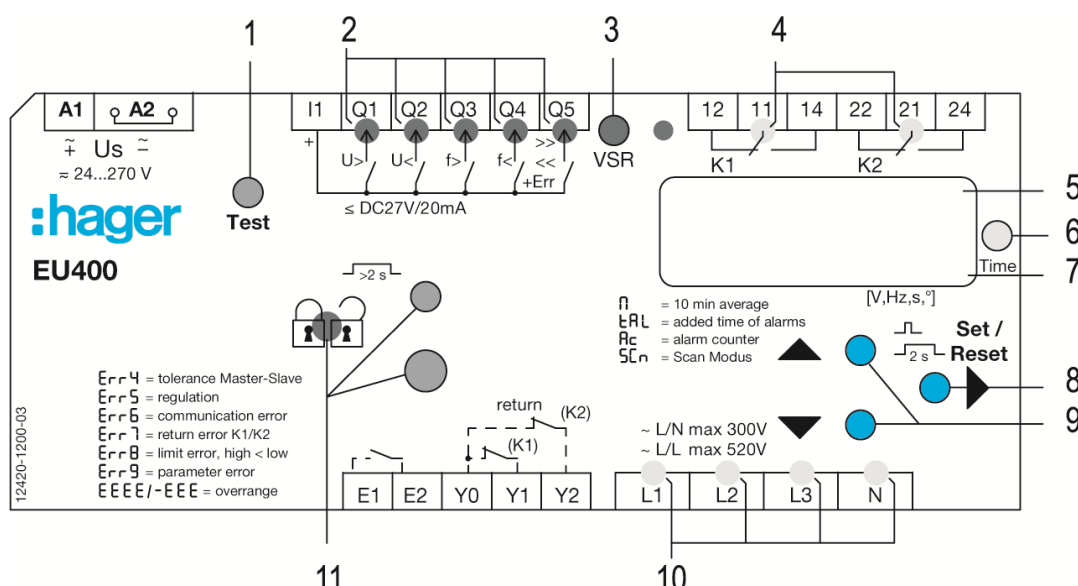 1
2
3
4
A1
A2
I1
Q1
Q2
Q3
Q4
Q5
12
11
14
22
21
24
~ + Us ~ −
≈ 24...270 V
+
U>
U<
f>
f<
>>
<<
+Err
VSR
K1
K2
≤ DC27V/20mA
Test
:hager
EU400
5
6
Time
7
[V,Hz,s,°]
>2 s
n = 10 min average
tAL = added time of alarms
Ac = alarm counter
SCn = Scan Modus
Set /
Reset
2 s
8
9
Err4 = tolerance Master-Slave
Err5 = regulation
Err6 = communication error
Err7 = return error K1/K2
Err8 = limit error, high < low
Err9 = parameter error
EEEE/-EEE = overrange
12420-1200-03
return
(K2)
(K1)
~ L/N max 300V
~ L/L max 520V
E1
E2
Y0
Y1
Y2
L1
L2
L3
N
11
10